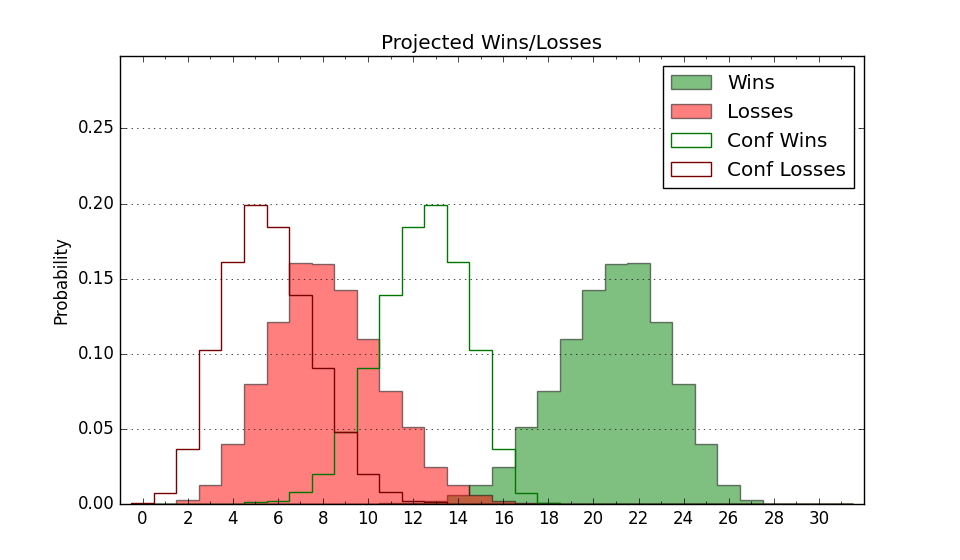 Projected Wins/Losses
Wins
Losses
Conf Wins
Conf Losses
Probability
0.25
0.20
0.15
0.10
0.05
0.00
0 2 4 6 8 10 12 14 16 18 20 22 24 26 28 30